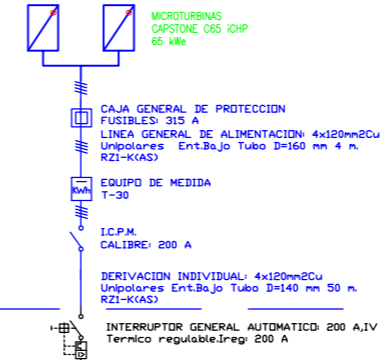 MICROTURBINAS
CAPSTONE C65 iCHP
65 kWe
CAJA GENERAL DE PROTECCION
FUSIBLES: 315 A
LINEA GENERAL DE ALIMENTACION: 4x120mm2Cu
Unipolares Ent.Bajo Tubo D=160 mm 4 m.
RZ1-K(AS)
KWh
EQUIPO DE MEDIDA
T-30
I.C.P.M.
CALIBRE: 200 A
DERIVACION INDIVIDUAL: 4x120mm2Cu
Unipolares Ent.Bajo Tubo D=140 mm 50 m.
RZ1-K(AS)
INTERRUPTOR GENERAL AUTOMATICO: 200 A,IV
Termico regulable.Ireg: 200 A